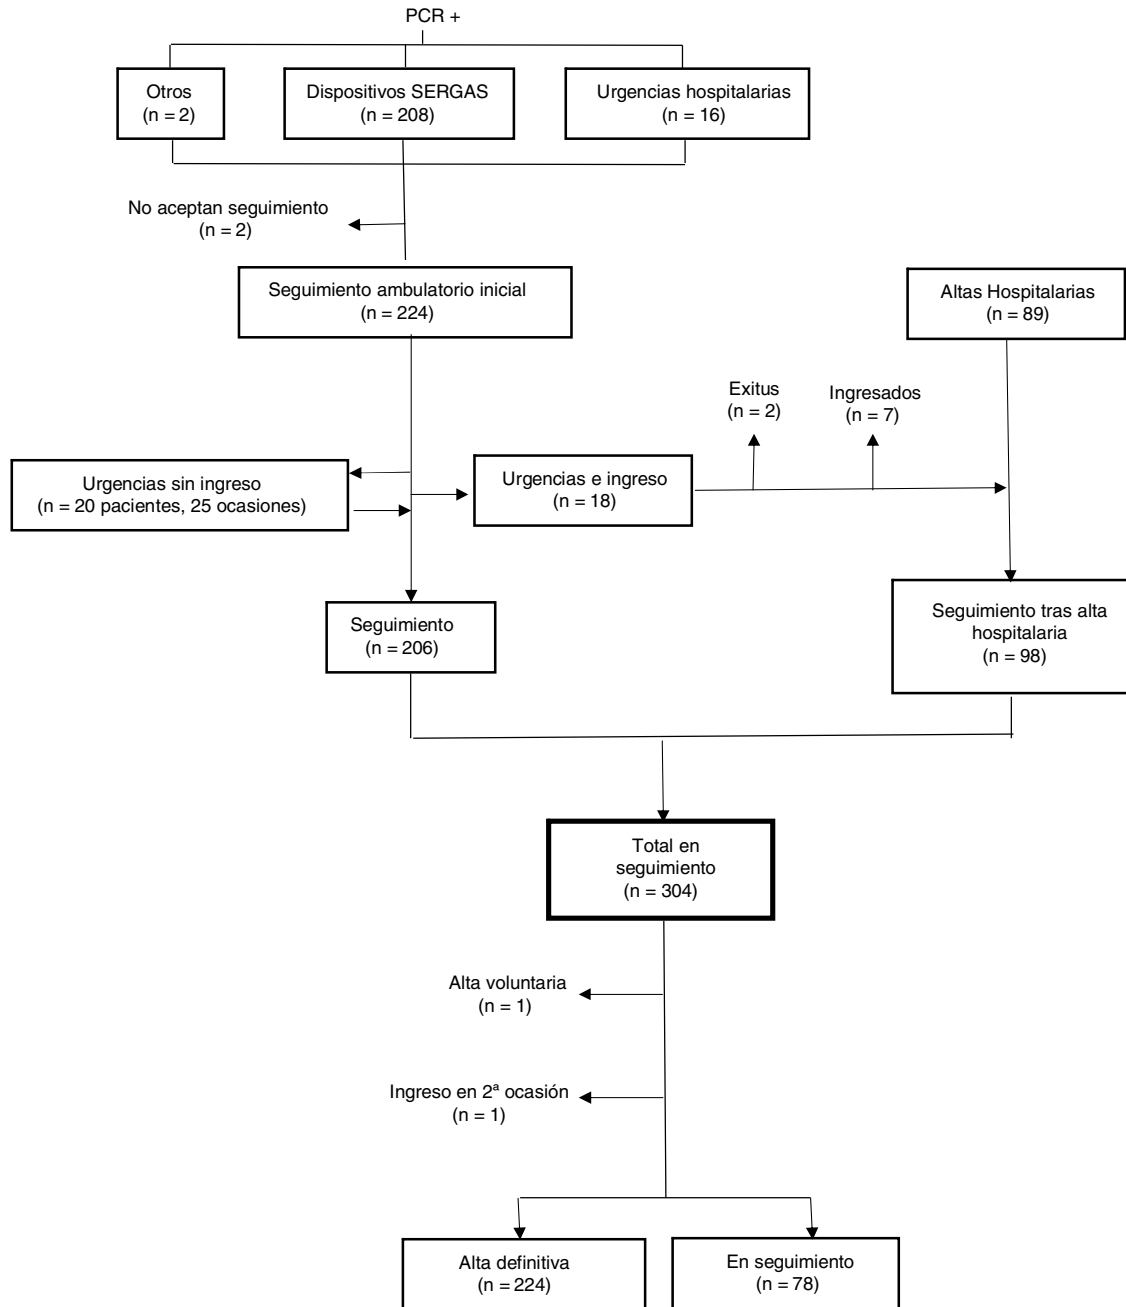 PCR +
Otros
(n = 2)
Dispositivos SERGAS
(n = 208)
Urgencias hospitalarias
(n = 16)
No aceptan seguimiento
(n = 2)
Seguimiento ambulatorio inicial
(n = 224)
Altas Hospitalarias
(n = 89)
Exitus
(n = 2)
Ingresados
(n = 7)
Urgencias sin ingreso
(n = 20 pacientes, 25 ocasiones)
Urgencias e ingreso
(n = 18)
Seguimiento
(n = 206)
Seguimiento tras alta
hospitalaria
(n = 98)
Total en
seguimiento
(n = 304)
Alta voluntaria
(n = 1)
Ingreso en 2ª ocasión
(n = 1)
Alta definitiva
(n = 224)
En seguimiento
(n = 78)